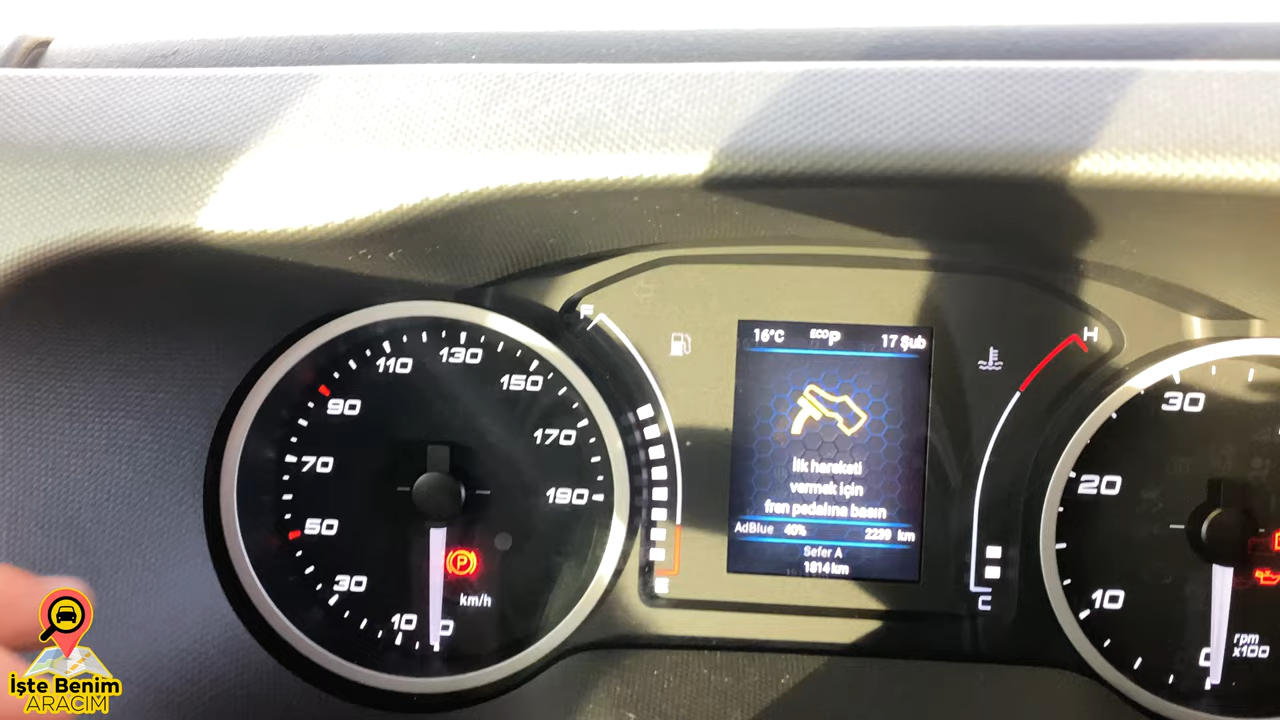 16°C ECO P 17 Şub
İlk hareketi
vermek için
fren pedalına basın
AdBlue 40% 2239 km
Sefer A
1814 km
10
30
50
70
90
110
130
150
170
190
0
P
km/h
F
E
H
C
30
20
10
0
rpm
x100
İşte Benim
ARACIM